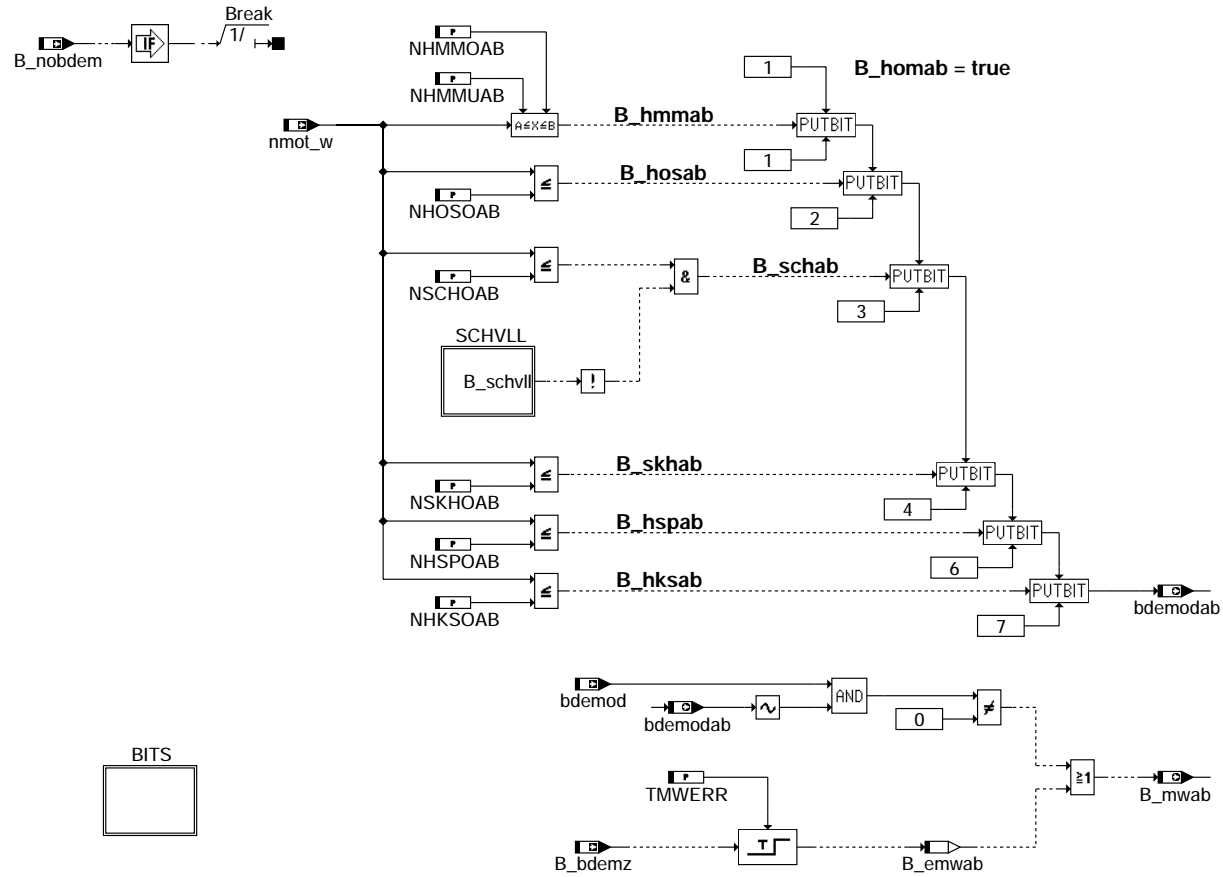 Break
1/
B_nobdem
IF
P
NHMMOAB
P
NHMMUAB
1
B_homab = true
nmot_w
A≤X≤B
B_hmmab
PUTBIT
1
P
NHOSOAB
≤
B_hosab
PUTBIT
2
P
NSCHOAB
≤
&
B_schab
PUTBIT
3
SCHVLL
B_schvll
!
P
NSKHOAB
≤
B_skhab
PUTBIT
4
P
NHSPOAB
≤
B_hspab
PUTBIT
6
P
NHKSOAB
≤
B_hksab
PUTBIT
7
bdemodab
bdemod
bdemodab
~
AND
0
≠
BITS
P
TMWERR
≥1
B_mwab
B_bdemz
T
B_emwab